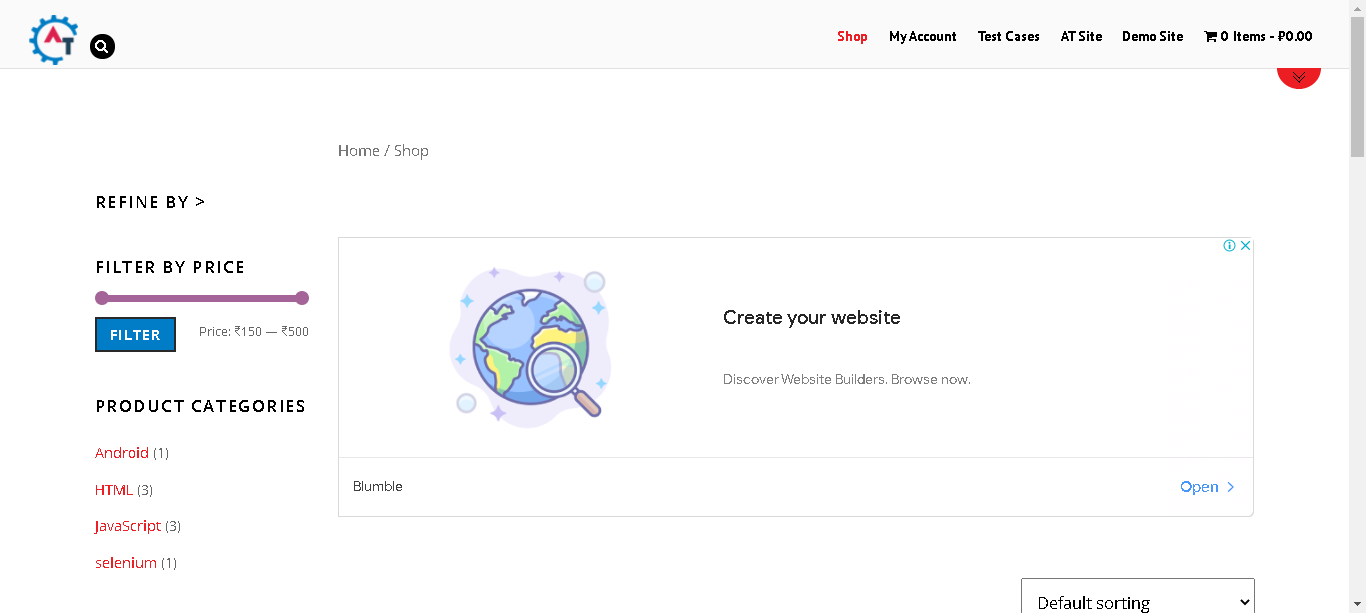 AT
Shop My Account Test Cases AT Site Demo Site 0 Items - ₽0.00
Home / Shop
REFINE BY >
FILTER BY PRICE
FILTER Price: ₹150 — ₹500
PRODUCT CATEGORIES
Android (1)
HTML (3)
JavaScript (3)
selenium (1)
Create your website
Discover Website Builders. Browse now.
Blumble Open
Default sorting